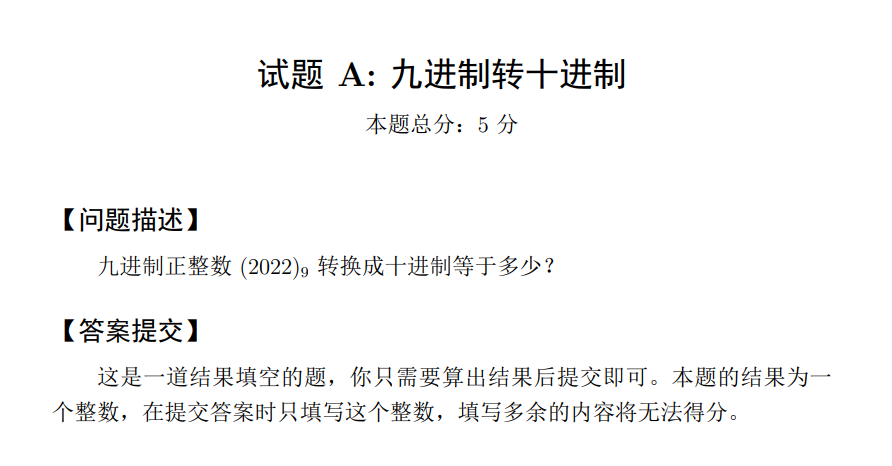 试题 A: 九进制转十进制
本题总分：5 分
【问题描述】
九进制正整数 (2022)₉ 转换成十进制等于多少？
【答案提交】
这是一道结果填空的题，你只需要算出结果后提交即可。本题的结果为一
个整数，在提交答案时只填写这个整数，填写多余的内容将无法得分。